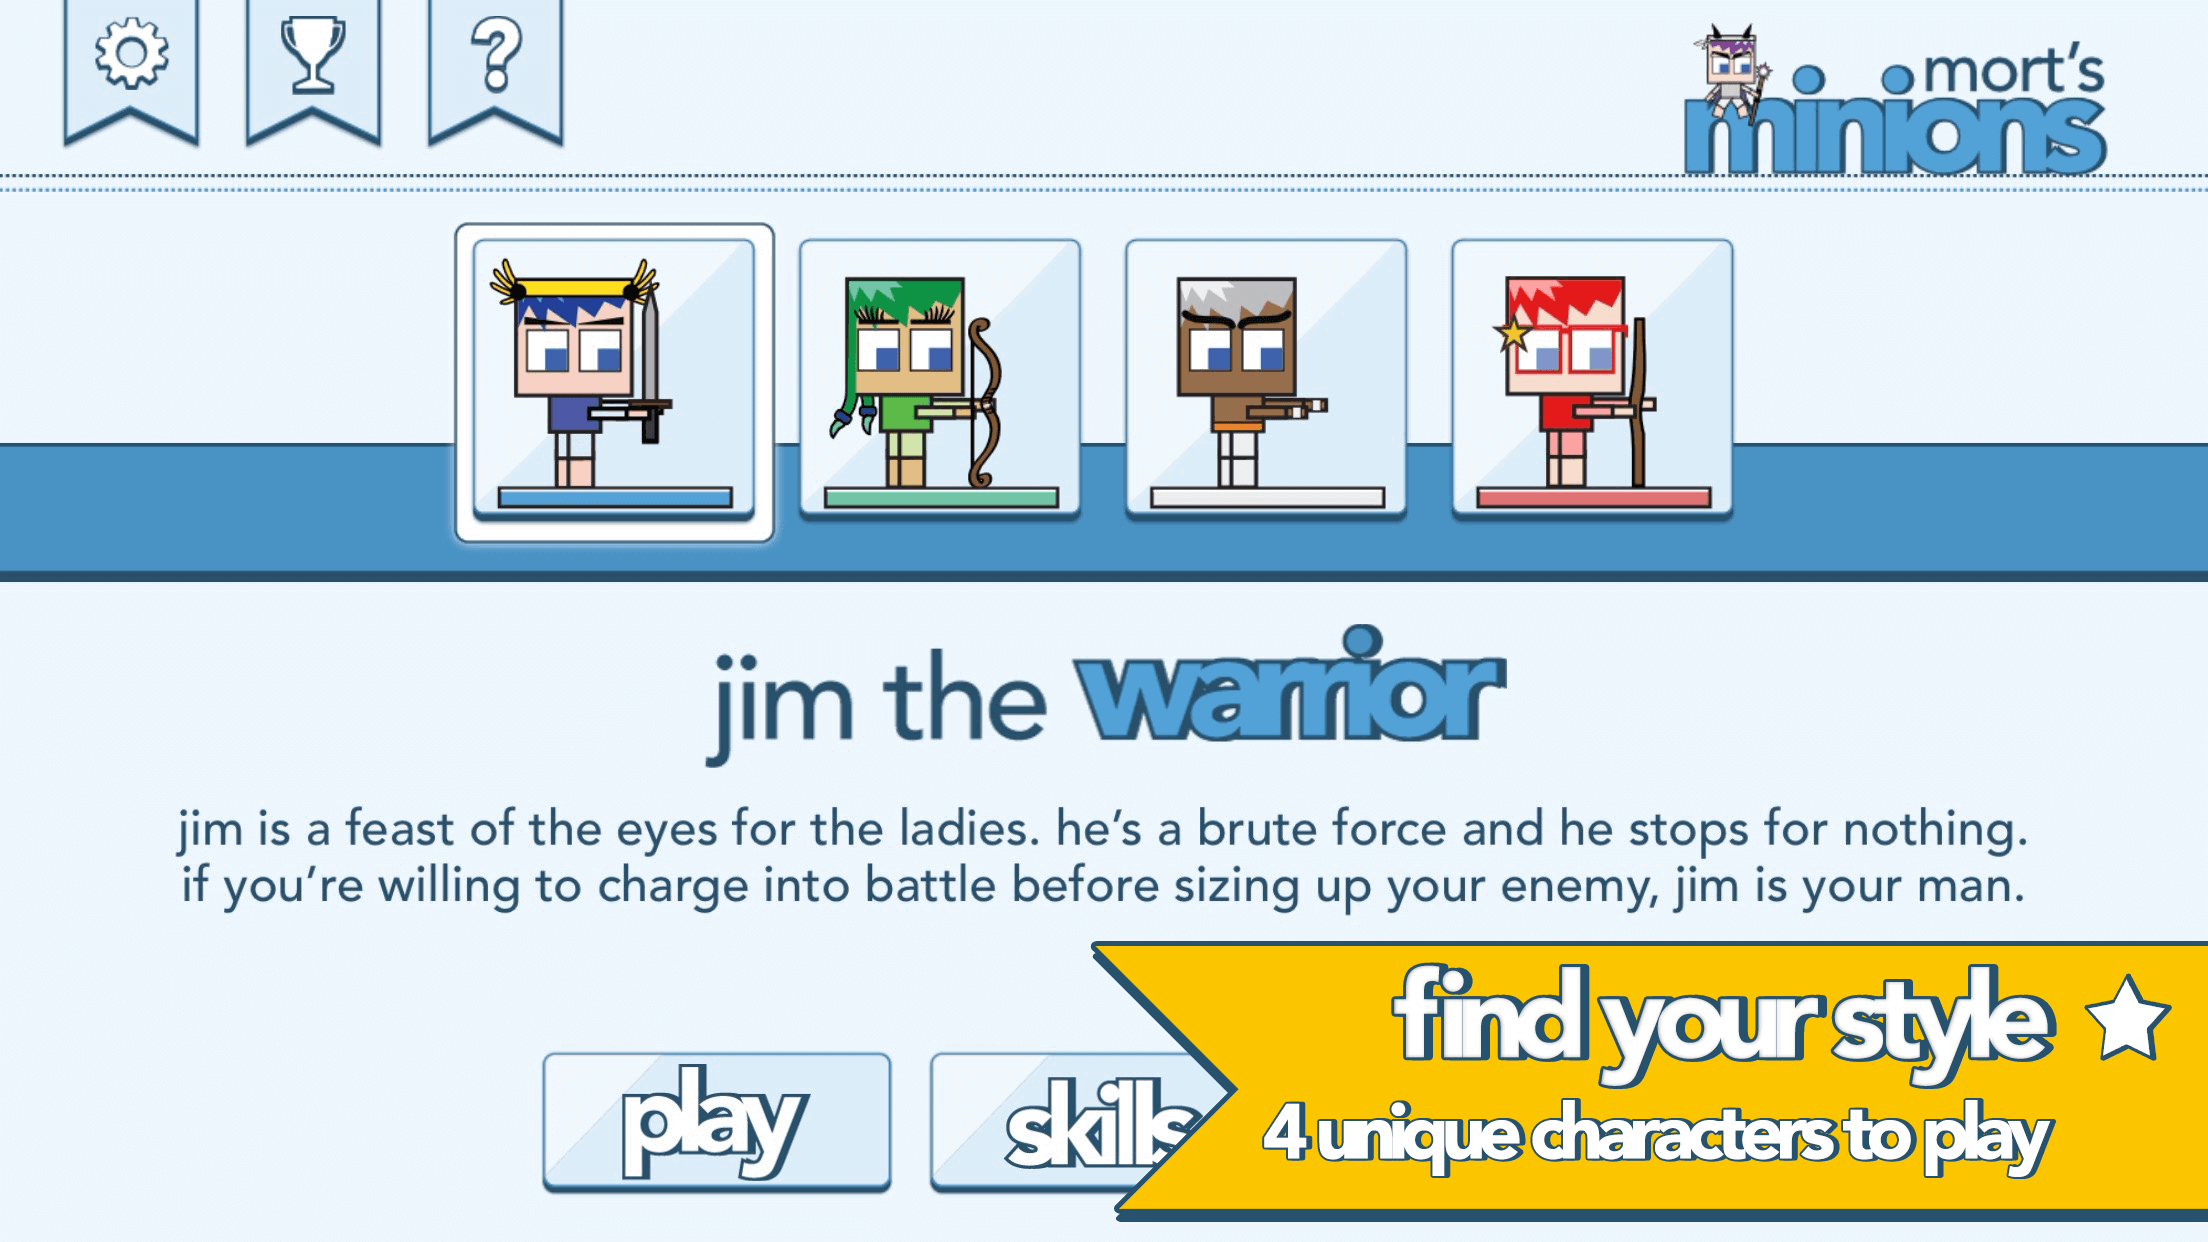 mort's
minions
jim the warrior
jim is a feast of the eyes for the ladies. he's a brute force and he stops for nothing.
if you're willing to charge into battle before sizing up your enemy, jim is your man.
play
skills
find your style
4 unique characters to play